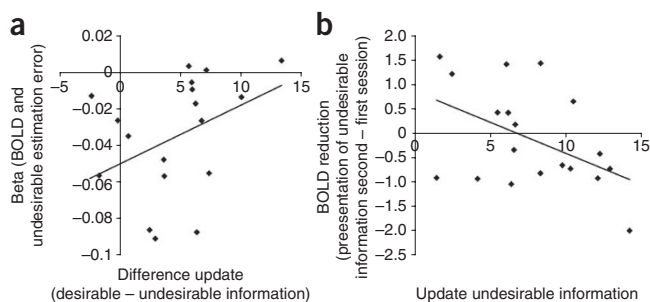 a
0.02
0
–0.02
–0.04
–0.06
–0.08
–0.1
–5
0
5
10
15
Beta (BOLD and
undesirable estimation error)
Difference update
(desirable – undesirable information)
b
2.0
1.5
1.0
0.5
0
–0.5
–1.0
–1.5
–2.0
–2.5
5
10
15
BOLD reduction
(preesentation of undesirable
information second – first session)
Update undesirable information